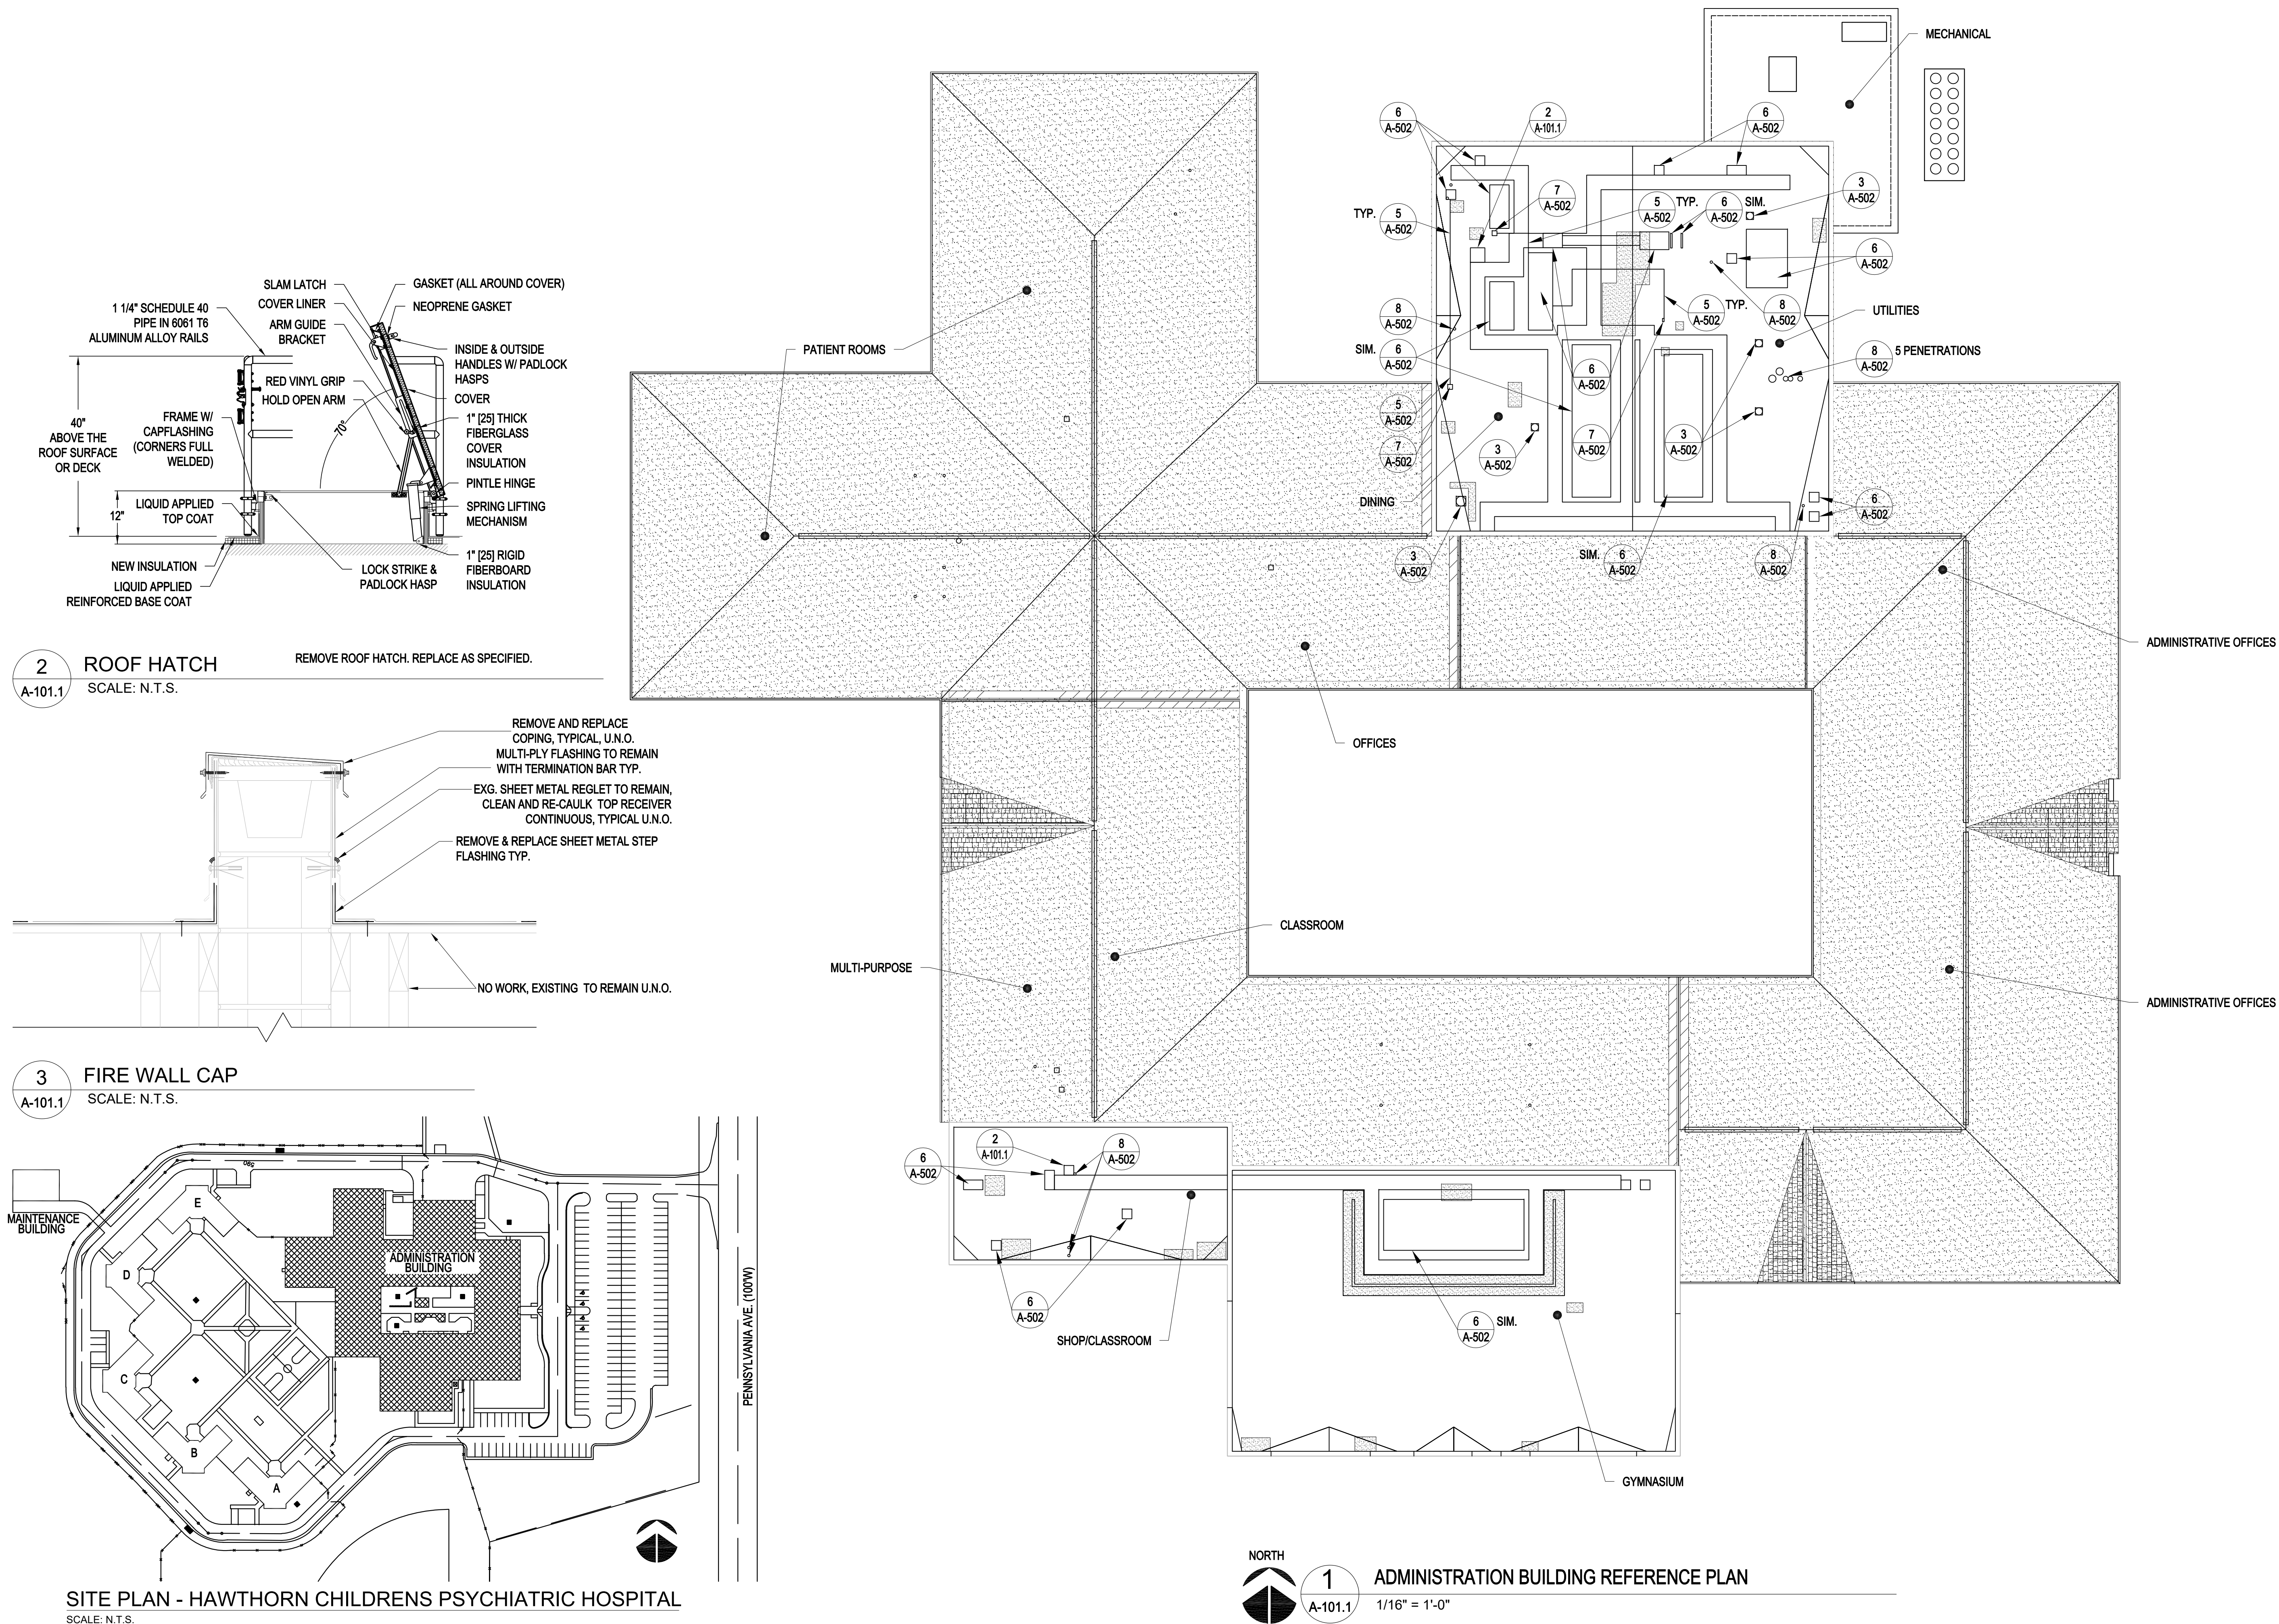 SLAM LATCH
COVER LINER
ARM GUIDE
BRACKET
GASKET (ALL AROUND COVER)
NEOPRENE GASKET
1 1/4" SCHEDULE 40
PIPE IN 6061 T6
ALUMINUM ALLOY RAILS
INSIDE & OUTSIDE
HANDLES W/ PADLOCK
HASPS
RED VINYL GRIP
HOLD OPEN ARM
COVER
70°
40"
ABOVE THE
ROOF SURFACE
OR DECK
FRAME W/
CAPFLASHING
(CORNERS FULL
WELDED)
1" [25] THICK
FIBERGLASS
COVER
INSULATION
PINTLE HINGE
LIQUID APPLIED
TOP COAT
12"
SPRING LIFTING
MECHANISM
NEW INSULATION
LIQUID APPLIED
REINFORCED BASE COAT
LOCK STRIKE &
PADLOCK HASP
1" [25] RIGID
FIBERBOARD
INSULATION
2
A-101.1
ROOF HATCH
SCALE: N.T.S.
REMOVE ROOF HATCH. REPLACE AS SPECIFIED.
REMOVE AND REPLACE
COPING, TYPICAL, U.N.O.
MULTI-PLY FLASHING TO REMAIN
WITH TERMINATION BAR TYP.
EXG. SHEET METAL REGLET TO REMAIN,
CLEAN AND RE-CAULK TOP RECEIVER
CONTINUOUS, TYPICAL U.N.O.
REMOVE & REPLACE SHEET METAL STEP
FLASHING TYP.
NO WORK, EXISTING TO REMAIN U.N.O.
3
A-101.1
FIRE WALL CAP
SCALE: N.T.S.
MAINTENANCE
BUILDING
590
E
D
C
B
A
ADMINISTRATION
BUILDING
PENNSYLVANIA AVE. (100'W)
SITE PLAN - HAWTHORN CHILDRENS PSYCHIATRIC HOSPITAL
SCALE: N.T.S.
MECHANICAL
6
A-502
2
A-101.1
6
A-502
3
A-502
7
A-502
TYP.
5
A-502
5
A-502
TYP.
6
A-502
SIM.
6
A-502
8
A-502
5
A-502
TYP.
8
A-502
UTILITIES
SIM.
6
A-502
8
A-502
5 PENETRATIONS
6
A-502
5
A-502
7
A-502
3
A-502
7
A-502
3
A-502
DINING
6
A-502
3
A-502
SIM.
6
A-502
8
A-502
PATIENT ROOMS
ADMINISTRATIVE OFFICES
OFFICES
CLASSROOM
MULTI-PURPOSE
ADMINISTRATIVE OFFICES
6
A-502
2
A-101.1
8
A-502
6
A-502
SHOP/CLASSROOM
6
A-502
SIM.
GYMNASIUM
NORTH
1
A-101.1
ADMINISTRATION BUILDING REFERENCE PLAN
1/16" = 1'-0"